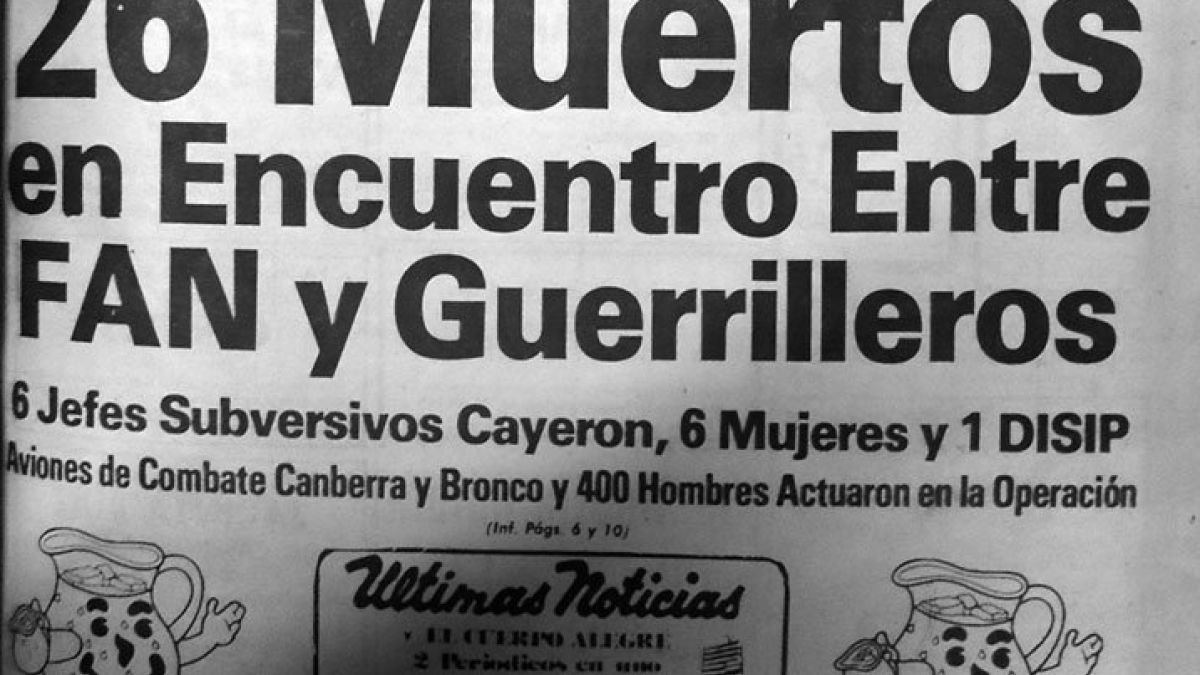 26 Muertos
en Encuentro Entre
FAN y Guerrilleros
6 Jefes Subversivos Cayeron, 6 Mujeres y 1 DISIP
Aviones de Combate Canberra y Bronco y 400 Hombres Actuaron en la Operación
(Inf. Págs. 6 y 10)
Ultimas Noticias
y EL CUERPO ALEGRE
2 Periodicos en uno